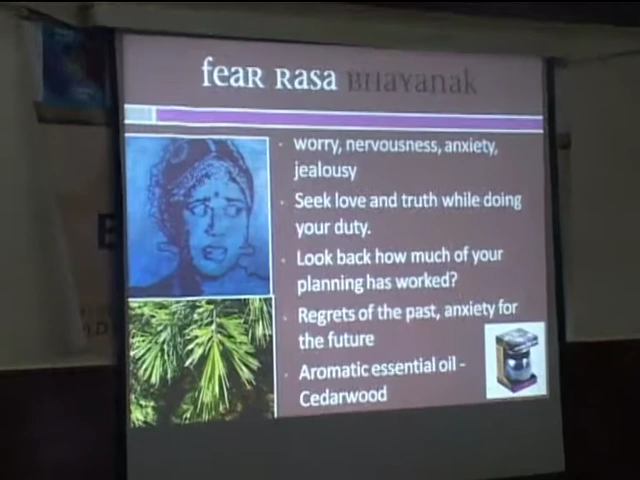 fear rasa Bhayanak
worry, nervousness, anxiety,
jealousy
Seek love and truth while doing
your duty.
Look back how much of your
planning has worked?
Regrets of the past, anxiety for
the future
Aromatic essential oil -
Cedarwood